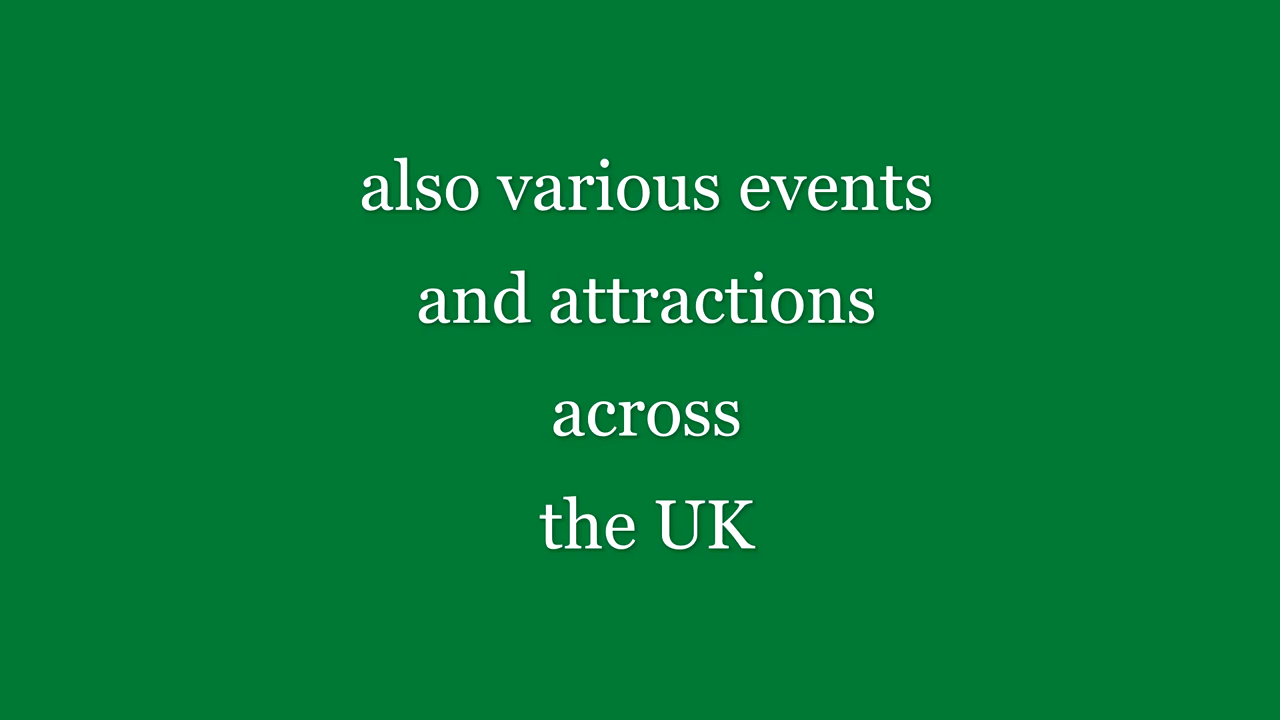 also various events
and attractions
across
the UK